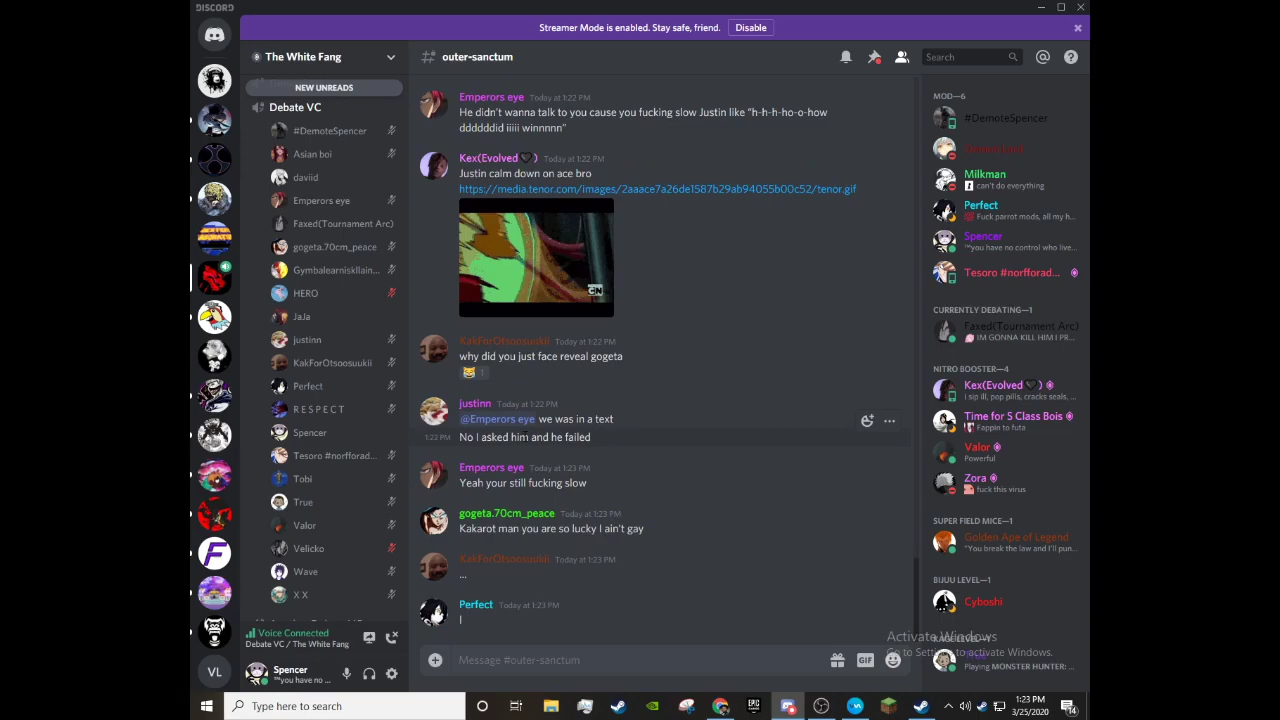 DISCORD
Streamer Mode is enabled. Stay safe, friend.
Disable
The White Fang
NEW UNREADS
Debate VC
#DemoteSpencer
Asian boi
daviid
Emperors eye
Faxed(Tournament Arc)
gogeta.70cm_peace
Gymbalearniskllain...
HERO
JaJa
justinn
KakForOtsoosuukii
Perfect
R E S P E C T
Spencer
Tesoro #norfforad...
Tobi
True
Valor
Velicko
Wave
X X
Voice Connected
Debate VC / The White Fang
Spencer
"you have no ...
VL
outer-sanctum
Search
Emperors eye Today at 1:22 PM
He didn't wanna talk to you cause you fucking slow Justin like “h-h-h-ho-o-how
ddddddid iiiii winnnnn”
Kex(Evolved🖤) Today at 1:22 PM
Justin calm down on ace bro
https://media.tenor.com/images/2aaace7a26de1587b29ab94055b00c52/tenor.gif
CN
KakForOtsoosuukii Today at 1:22 PM
why did you just face reveal gogeta
1
justinn Today at 1:22 PM
@Emperors eye we was in a text
1:22 PM No I asked him and he failed
Emperors eye Today at 1:23 PM
Yeah your still fucking slow
gogeta.70cm_peace Today at 1:23 PM
Kakarot man you are so lucky I ain't gay
KakForOtsoosuukii Today at 1:23 PM
...
Perfect Today at 1:23 PM
I
Message #outer-sanctum
GIF
MOD—6
#DemoteSpencer
Milkman
can't do everything
Perfect
Fuck parrot mods, all my h...
Spencer
"you have no control who live...
Tesoro #norfforad...
CURRENTLY DEBATING—1
Faxed(Tournament Arc)
IM GONNA KILL HIM I PR...
NITRO BOOSTER—4
Kex(Evolved🖤)
i sip ill, pop pills, cracks seals, ...
Time for S Class Bois
Fappin to futa
Valor
Powerful
Zora
fuck this virus
SUPER FIELD MICE—1
Golden Ape of Legend
"You break the law and I'll pun...
BIJUU LEVEL—1
Cyboshi
Playing MONSTER HUNTER: ...
Activate Windows
Go to Settings to activate Windows.
Type here to search
EPIC
GAMES
1:23 PM
3/25/2020
14